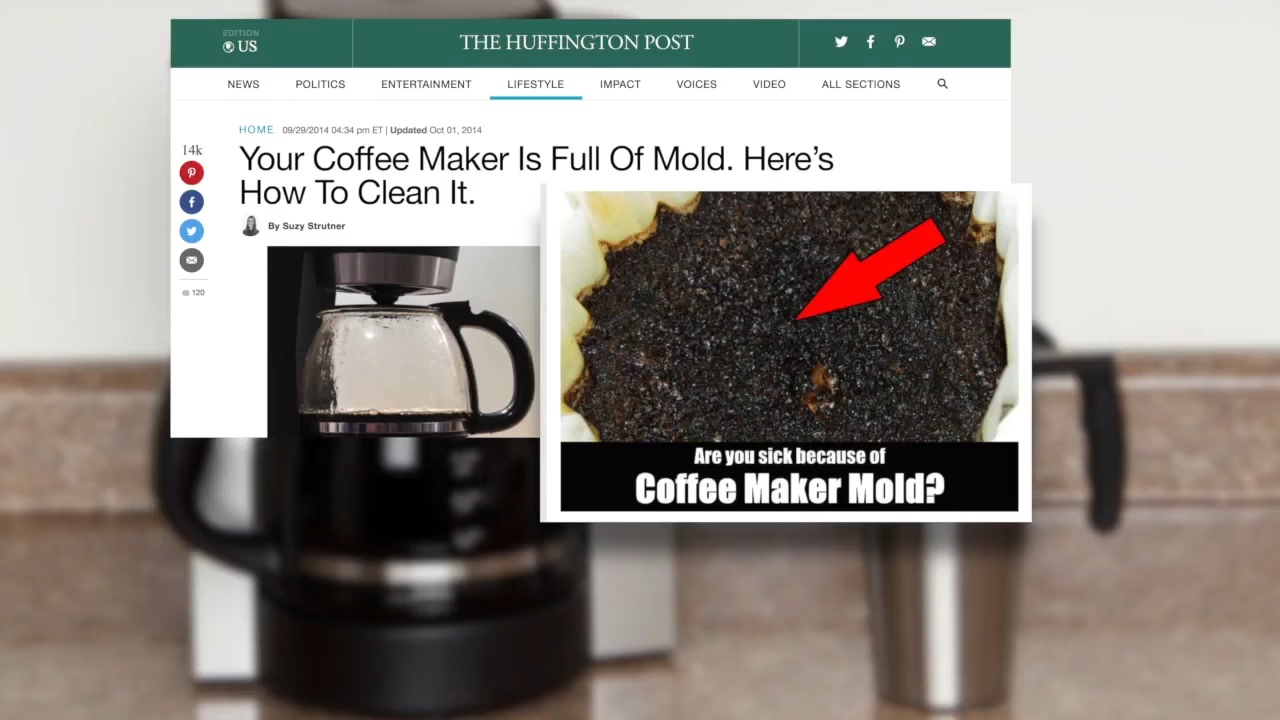 EDITION
US
THE HUFFINGTON POST
NEWS POLITICS ENTERTAINMENT LIFESTYLE IMPACT VOICES VIDEO ALL SECTIONS
HOME 09/29/2014 04:34 pm ET | Updated Oct 01, 2014
14k
Your Coffee Maker Is Full Of Mold. Here’s
How To Clean It.
By Suzy Strutner
120
Are you sick because of
Coffee Maker Mold?